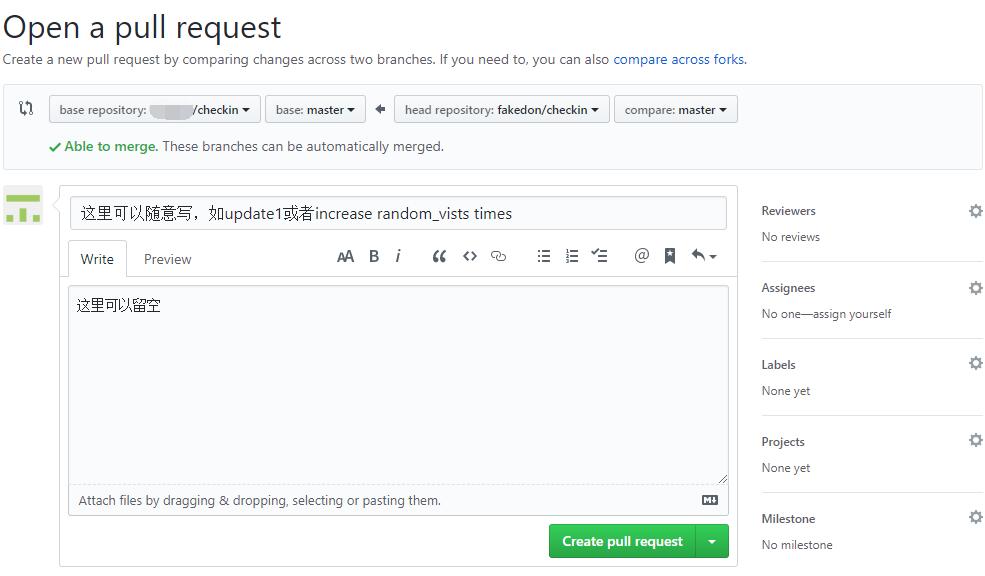 Open a pull request
Create a new pull request by comparing changes across two branches. If you need to, you can also compare across forks.
base repository: /checkin base: master head repository: fakedon/checkin compare: master
Able to merge. These branches can be automatically merged.
这里可以随意写，如update1或者increase random_vists times
Write Preview
AA B i
这里可以留空
Attach files by dragging & dropping, selecting or pasting them.
Create pull request
Reviewers
No reviews
Assignees
No one—assign yourself
Labels
None yet
Projects
None yet
Milestone
No milestone